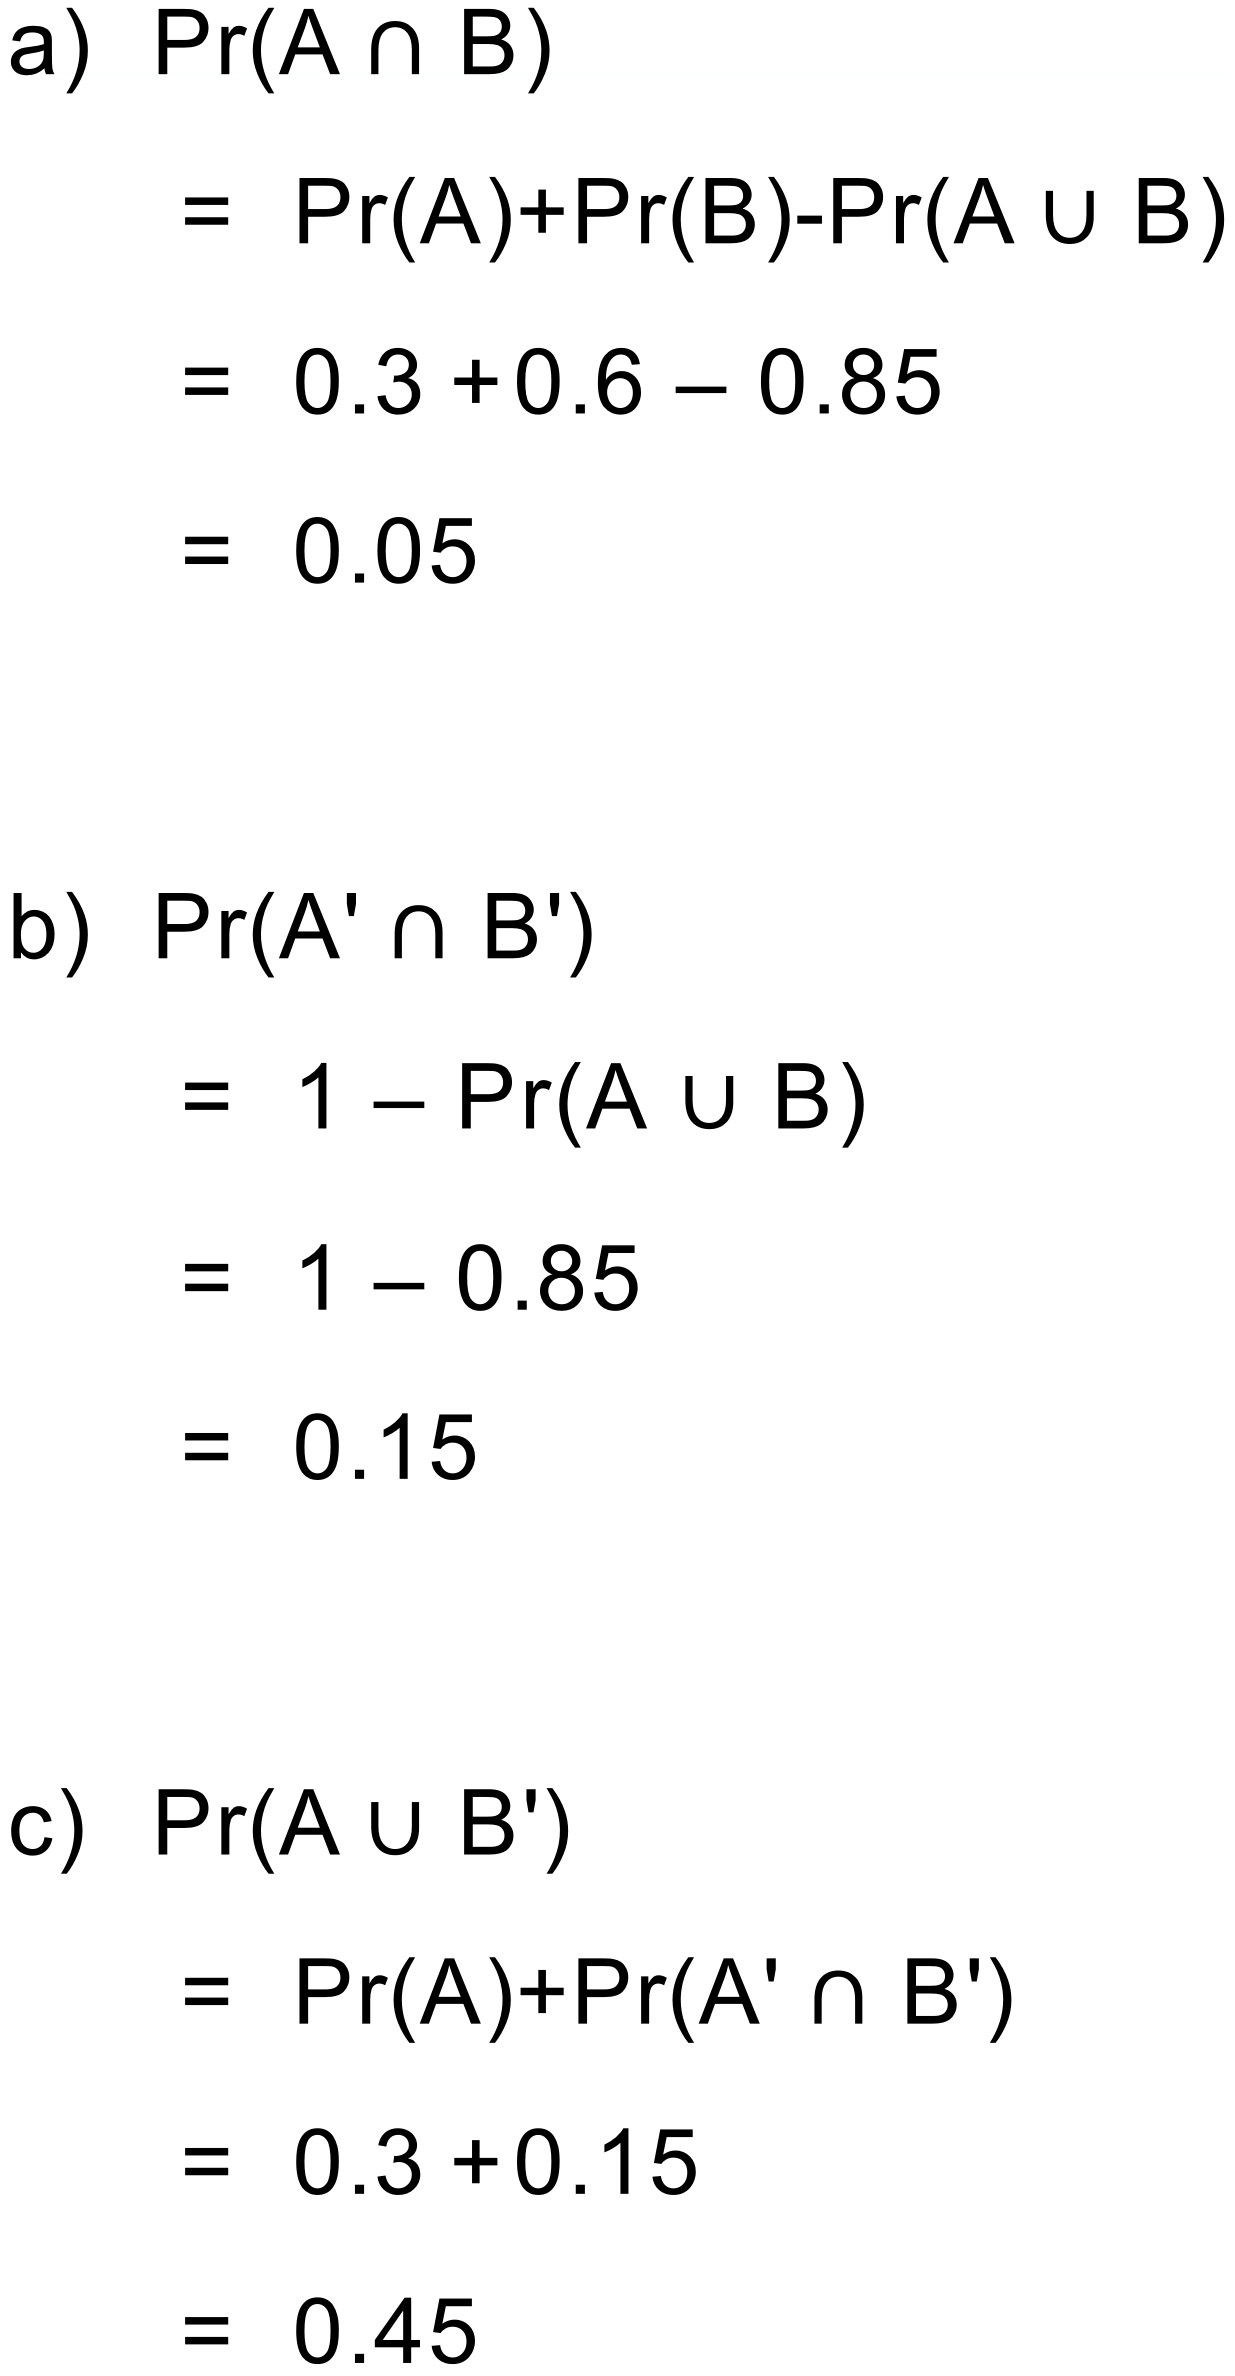 a) Pr(A ∩ B)
= Pr(A)+Pr(B)-Pr(A ∪ B)
= 0.3 +0.6 – 0.85
= 0.05
b) Pr(A' ∩ B')
= 1 – Pr(A ∪ B)
= 1 – 0.85
= 0.15
c) Pr(A ∪ B')
= Pr(A)+Pr(A' ∩ B')
= 0.3 +0.15
= 0.45